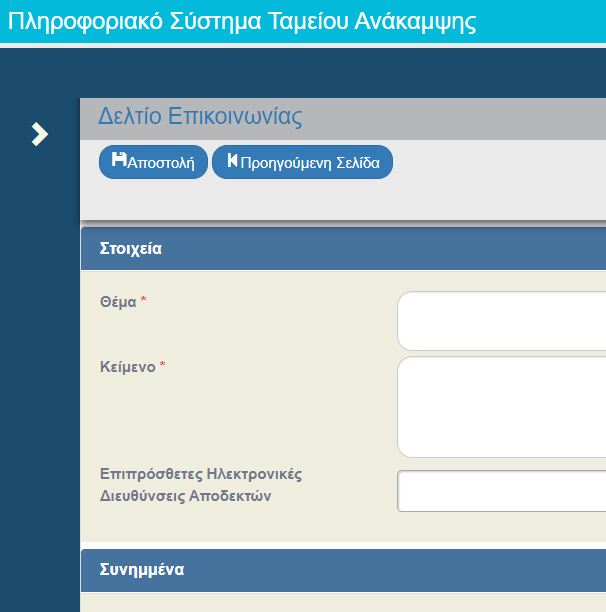 Πληροφοριακό Σύστημα Ταμείου Ανάκαμψης
Δελτίο Επικοινωνίας
Αποστολή Προηγούμενη Σελίδα
Στοιχεία
Θέμα *
Κείμενο *
Επιπρόσθετες Ηλεκτρονικές
Διευθύνσεις Αποδεκτών
Συνημμένα